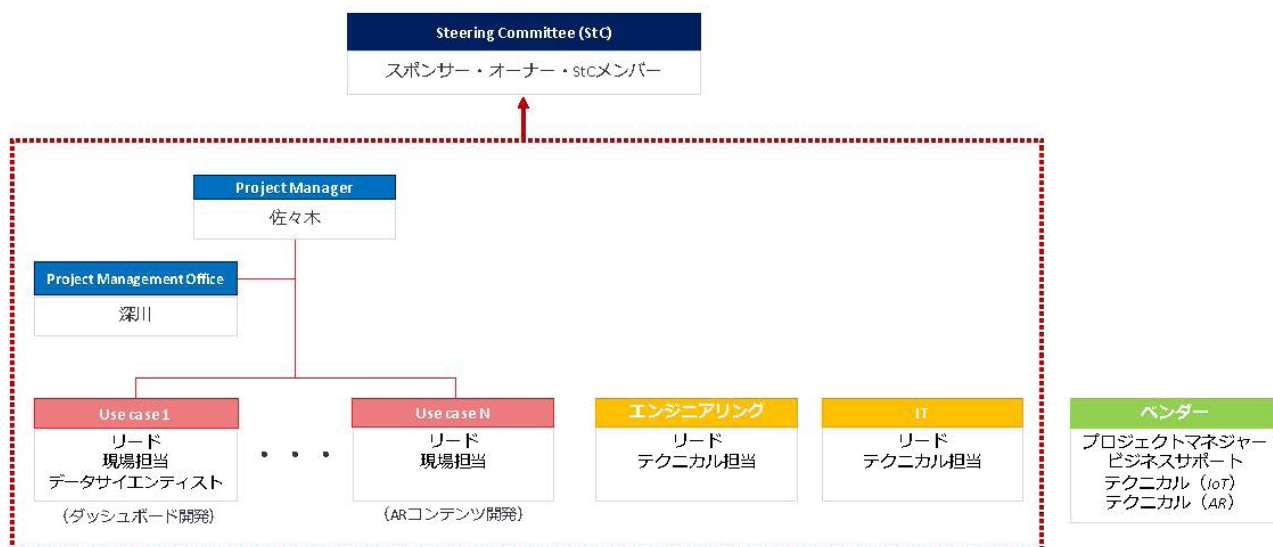 Steering Committee (StC)
スポンサー・オーナー・StCメンバー
Project Manager
佐々木
Project Management Office
深川
Use case 1
リード
現場担当
データサイエンティスト
(ダッシュボード開発)
・・・
Use case N
リード
現場担当
(ARコンテンツ開発)
エンジニアリング
リード
テクニカル担当
IT
リード
テクニカル担当
ベンダー
プロジェクトマネジャー
ビジネスサポート
テクニカル（IoT）
テクニカル（AR）